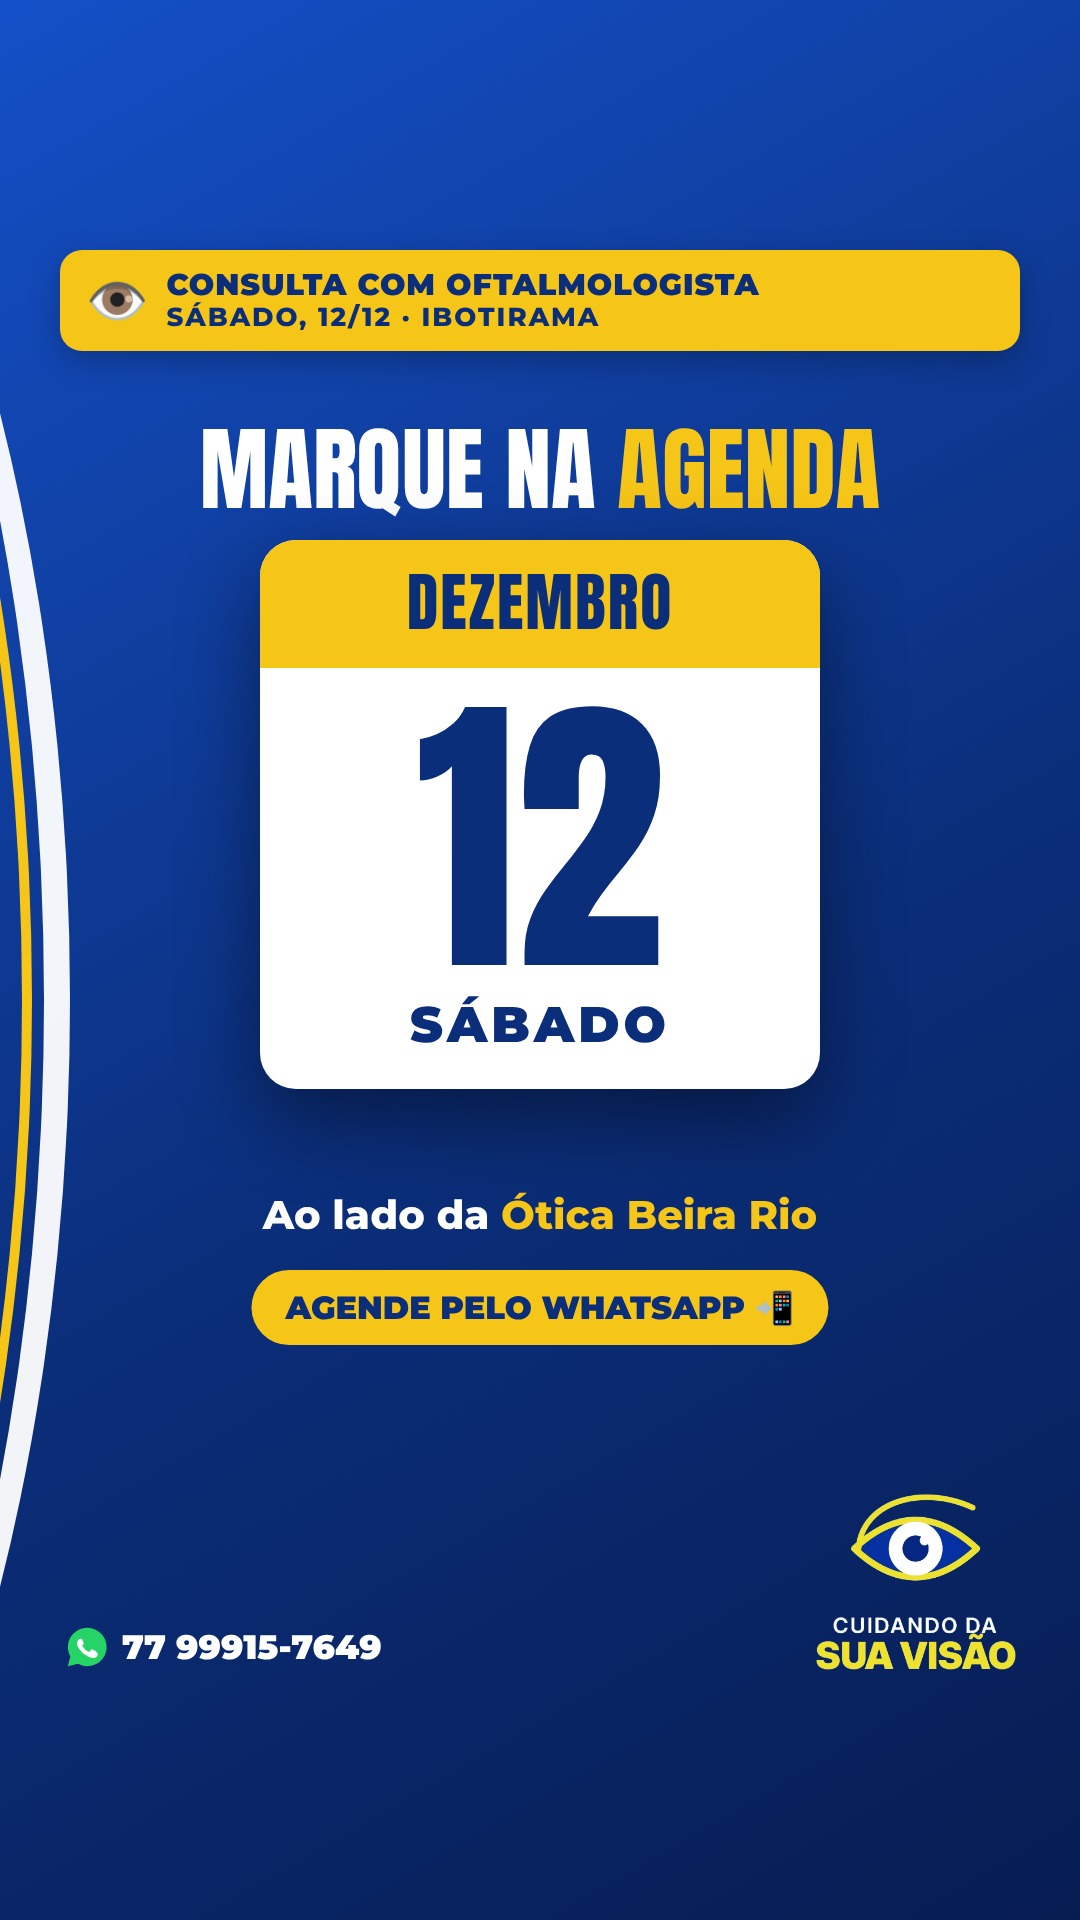 CONSULTA COM OFTALMOLOGISTA
SÁBADO, 12/12 · IBOTIRAMA
MARQUE NA AGENDA
DEZEMBRO
12
SÁBADO
Ao lado da Ótica Beira Rio
AGENDE PELO WHATSAPP 📲
77 99915-7649
CUIDANDO DA
SUA VISÃO